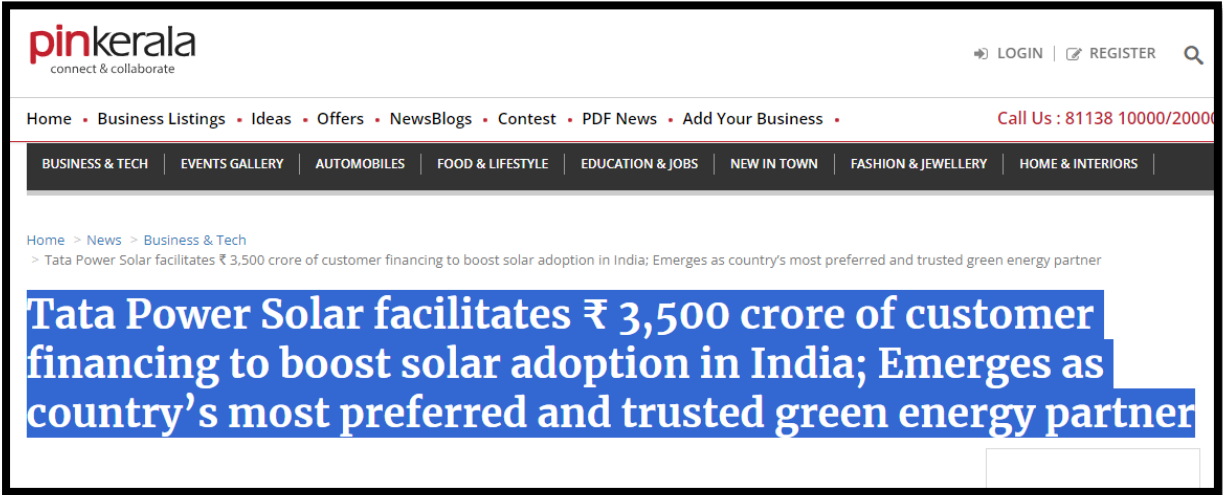 pinkerala
connect & collaborate
LOGIN | REGISTER
Home • Business Listings • Ideas • Offers • NewsBlogs • Contest • PDF News • Add Your Business •
Call Us : 81138 10000/20000
BUSINESS & TECH | EVENTS GALLERY | AUTOMOBILES | FOOD & LIFESTYLE | EDUCATION & JOBS | NEW IN TOWN | FASHION & JEWELLERY | HOME & INTERIORS |
Home > News > Business & Tech
> Tata Power Solar facilitates ₹ 3,500 crore of customer financing to boost solar adoption in India; Emerges as country's most preferred and trusted green energy partner
Tata Power Solar facilitates ₹ 3,500 crore of customer
financing to boost solar adoption in India; Emerges as
country’s most preferred and trusted green energy partner